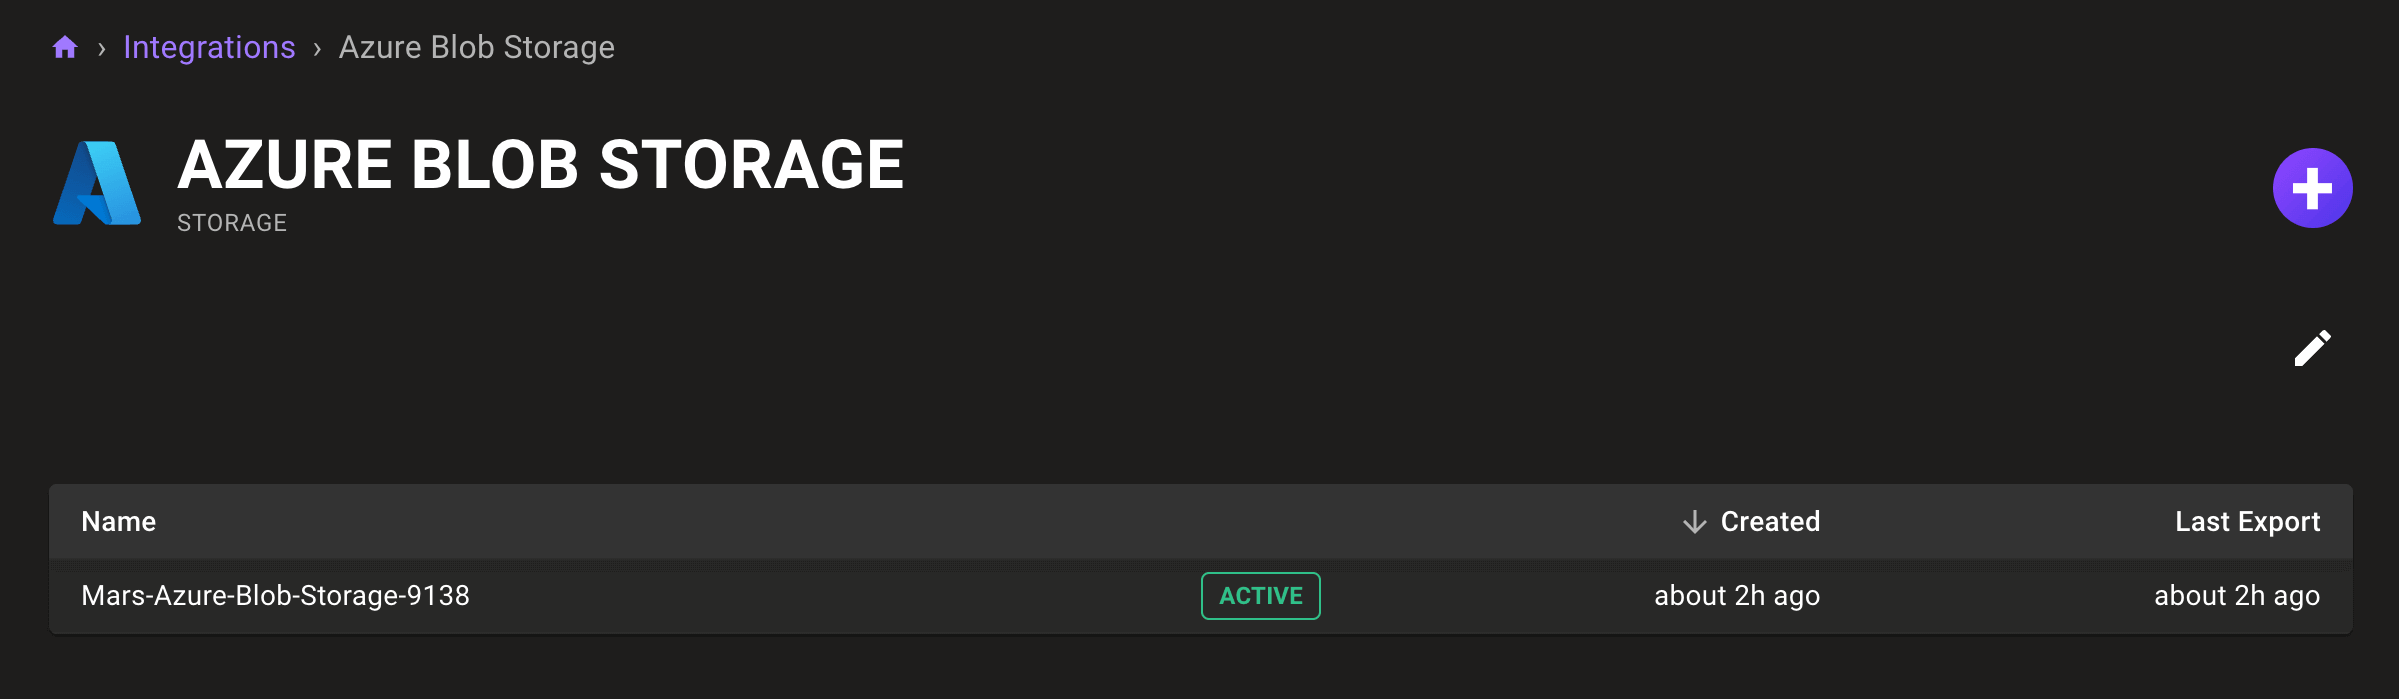 › Integrations › Azure Blob Storage
AZURE BLOB STORAGE
STORAGE
Name Created Last Export
Mars-Azure-Blob-Storage-9138 ACTIVE about 2h ago about 2h ago